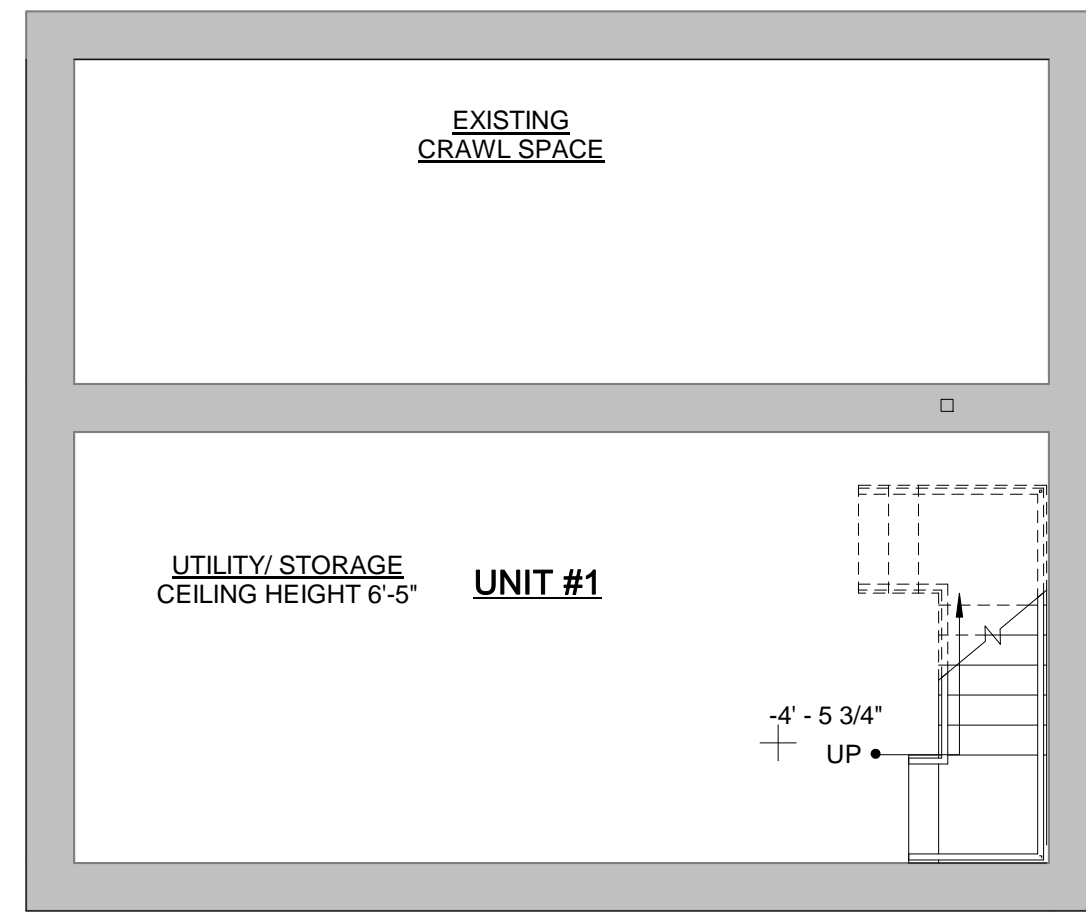 EXISTING
CRAWL SPACE
UTILITY/ STORAGE
CEILING HEIGHT 6'-5"
UNIT #1
-4' - 5 3/4"
UP